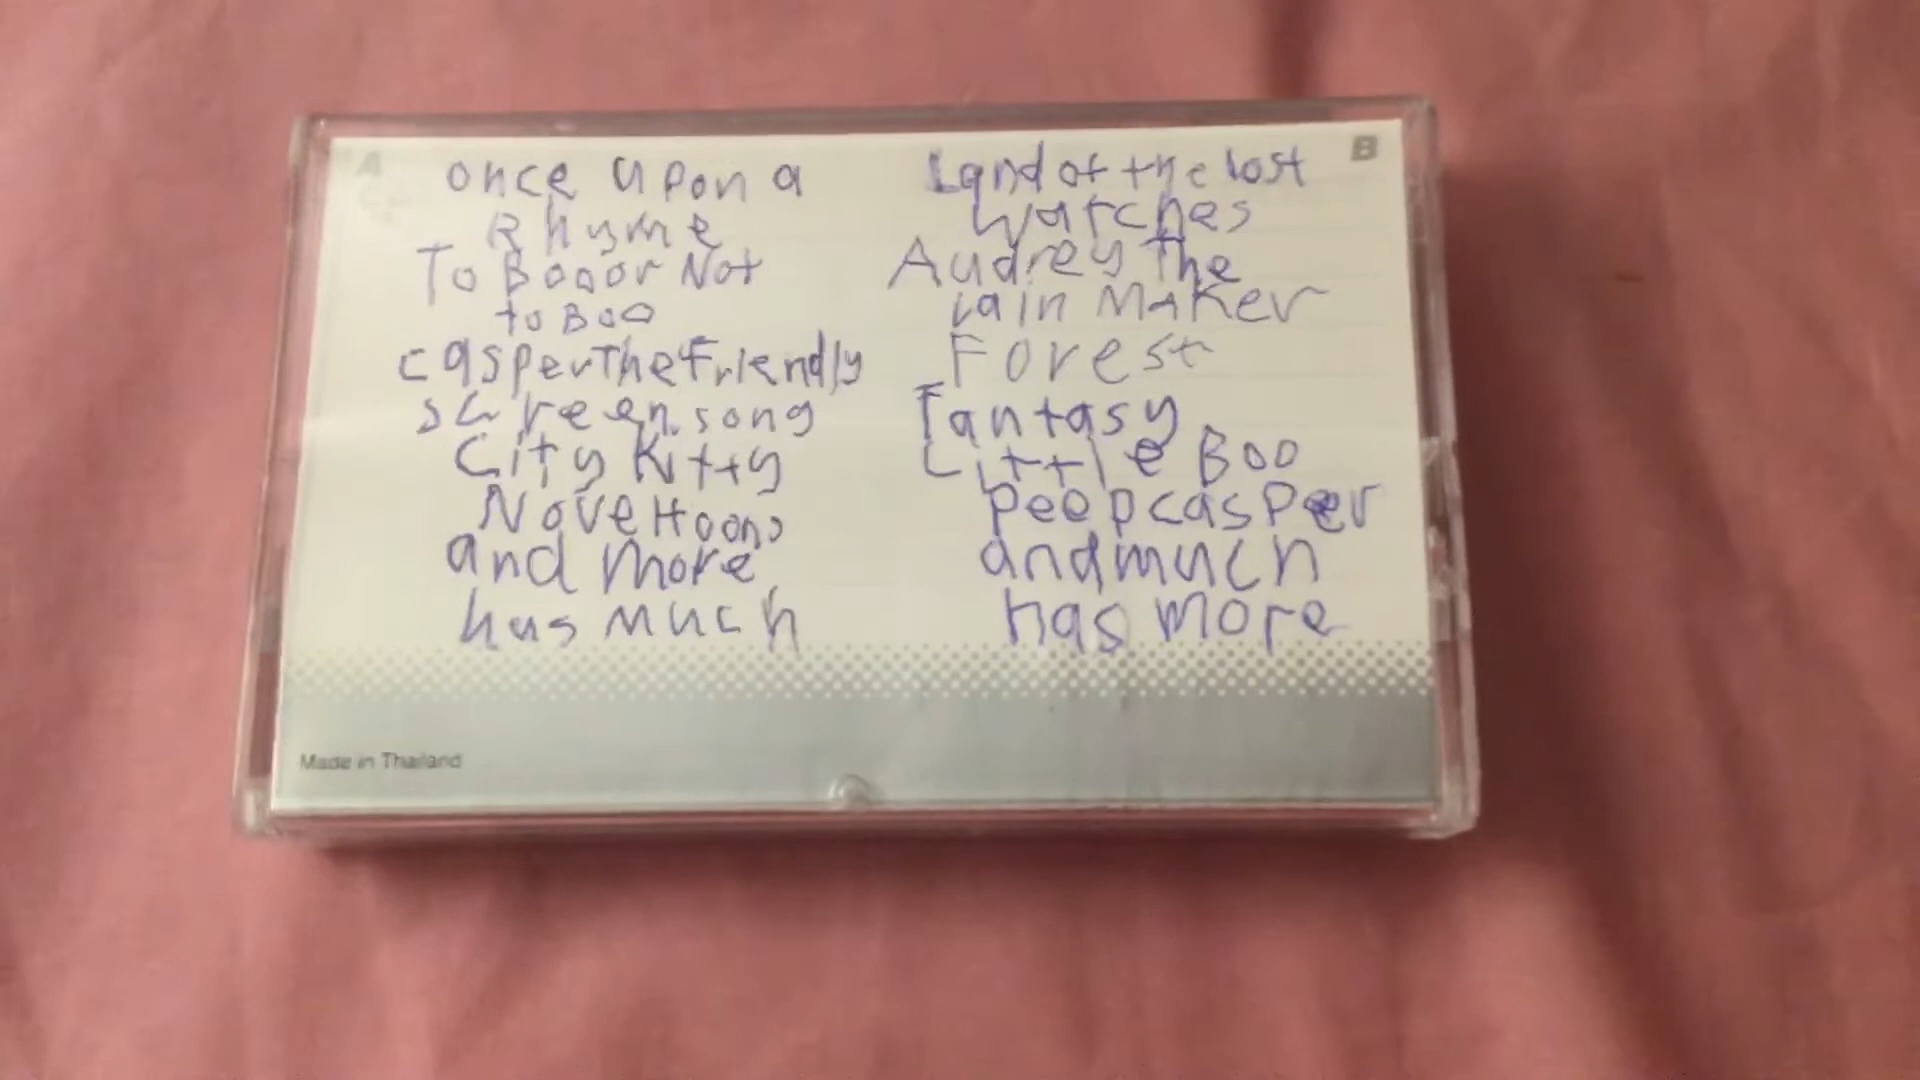 A
once upon a
Rhyme
To Booor Not
to Boo
casperTheFriendly
screen.song
City Kitty
Noveltoons
and more
has much
B
Land of the lost
watches
Audrey The
rain Maker
Forest
Fantasy
Little Boo
peepcasper
andmuch
has more
Made in Thailand